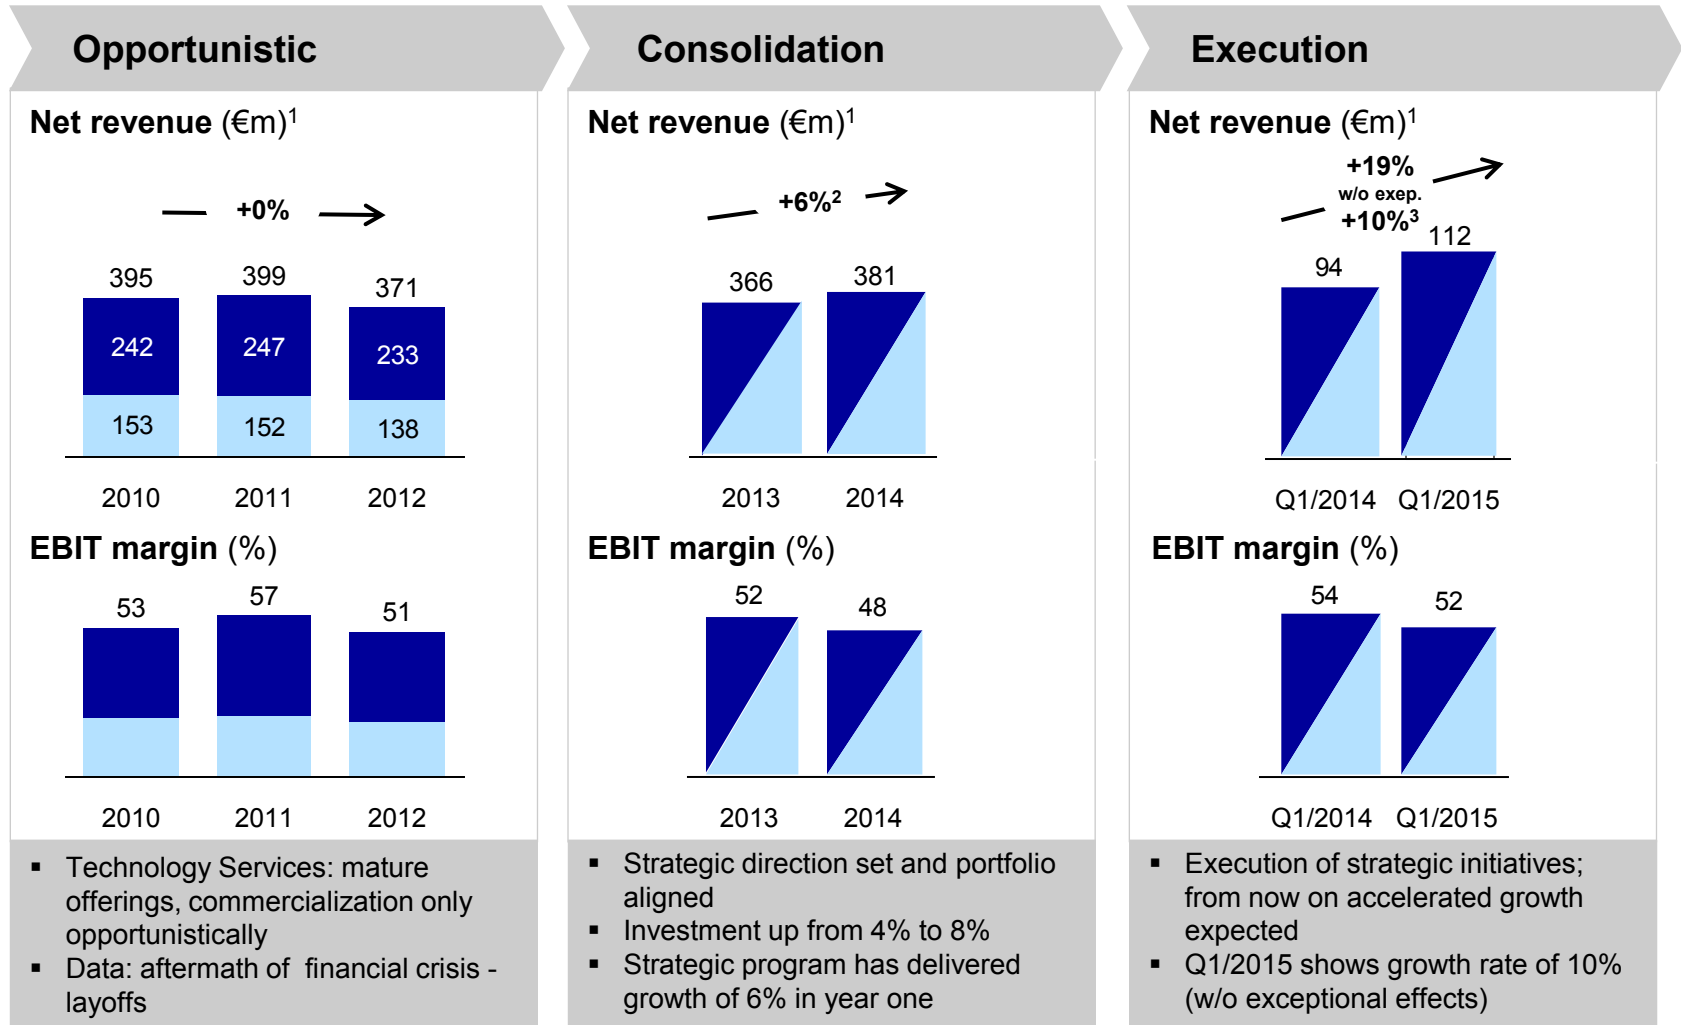 Opportunistic
Net revenue (€m)¹
+0%
395
399
371
242
247
233
153
152
138
2010
2011
2012
EBIT margin (%)
53
57
51
2010
2011
2012
▪ Technology Services: mature
offerings, commercialization only
opportunistically
▪ Data: aftermath of financial crisis -
layoffs
Consolidation
Net revenue (€m)¹
+6%²
366
381
2013
2014
EBIT margin (%)
52
48
2013
2014
▪ Strategic direction set and portfolio
aligned
▪ Investment up from 4% to 8%
▪ Strategic program has delivered
growth of 6% in year one
Execution
Net revenue (€m)¹
+19%
w/o exep.
+10%³
94
112
Q1/2014
Q1/2015
EBIT margin (%)
54
52
Q1/2014
Q1/2015
▪ Execution of strategic initiatives;
from now on accelerated growth
expected
▪ Q1/2015 shows growth rate of 10%
(w/o exceptional effects)